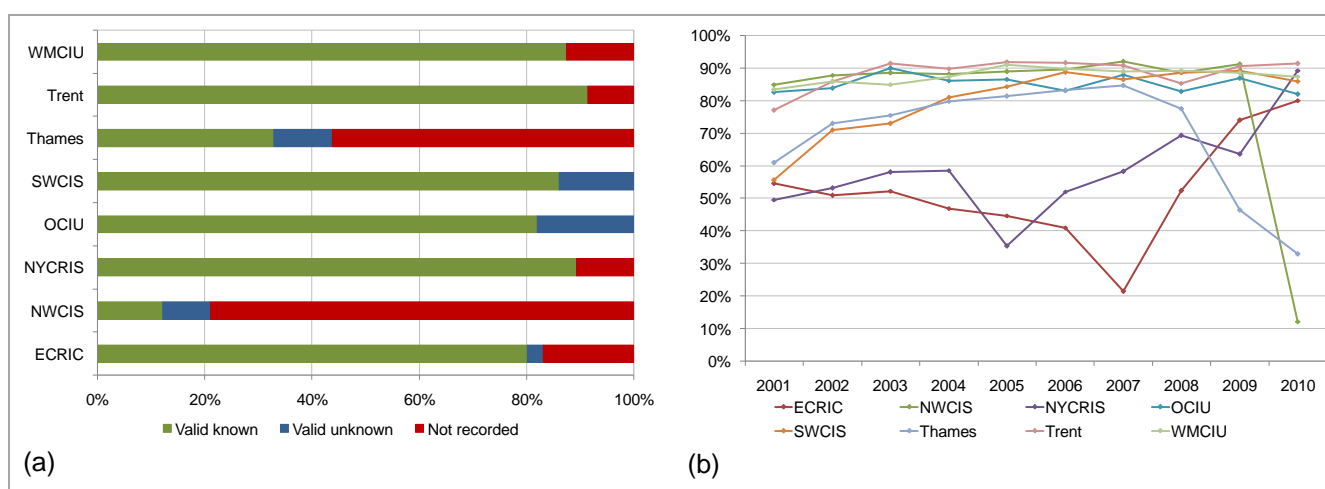 WMCIU
Trent
Thames
SWCIS
OCIU
NYCRIS
NWCIS
ECRIC
0% 20% 40% 60% 80% 100%
Valid known Valid unknown Not recorded
(a)
100%
90%
80%
70%
60%
50%
40%
30%
20%
10%
0%
2001 2002 2003 2004 2005 2006 2007 2008 2009 2010
ECRIC NWCIS NYCRIS OCIU
SWCIS Thames Trent WMCIU
(b)